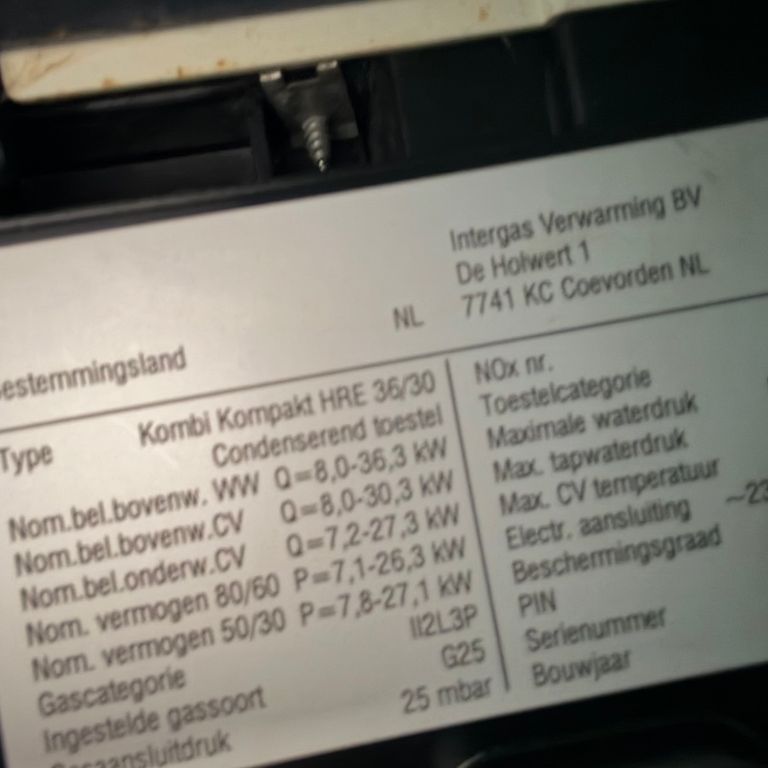 Intergas Verwarming BV
De Holwert 1
NL 7741 KC Coevorden NL
estemmingsland
Type Kombi Kompakt HRE 36/30
Condenserend toestel
Nom.bel.bovenw. WW Q=8,0-36,3 kW
Nom.bel.bovenw.CV Q=8,0-30,3 kW
Nom.bel.onderw.CV Q=7,2-27,3 kW
Nom. vermogen 80/60 P=7,1-26,3 kW
Nom. vermogen 50/30 P=7,8-27,1 kW
Gascategorie II2L3P
Ingestelde gassoort G25
Gasaansluitdruk 25 mbar
NOx nr.
Toestelcategorie
Maximale waterdruk
Max. tapwaterdruk
Max. CV temperatuur
Electr. aansluiting ~23
Beschermingsgraad
PIN
Serienummer
Bouwjaar